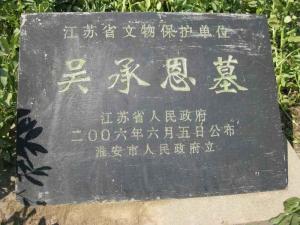 江苏省文物保护单位
吴承恩墓
江苏省人民政府
二〇〇六年六月五日公布
淮安市人民政府立